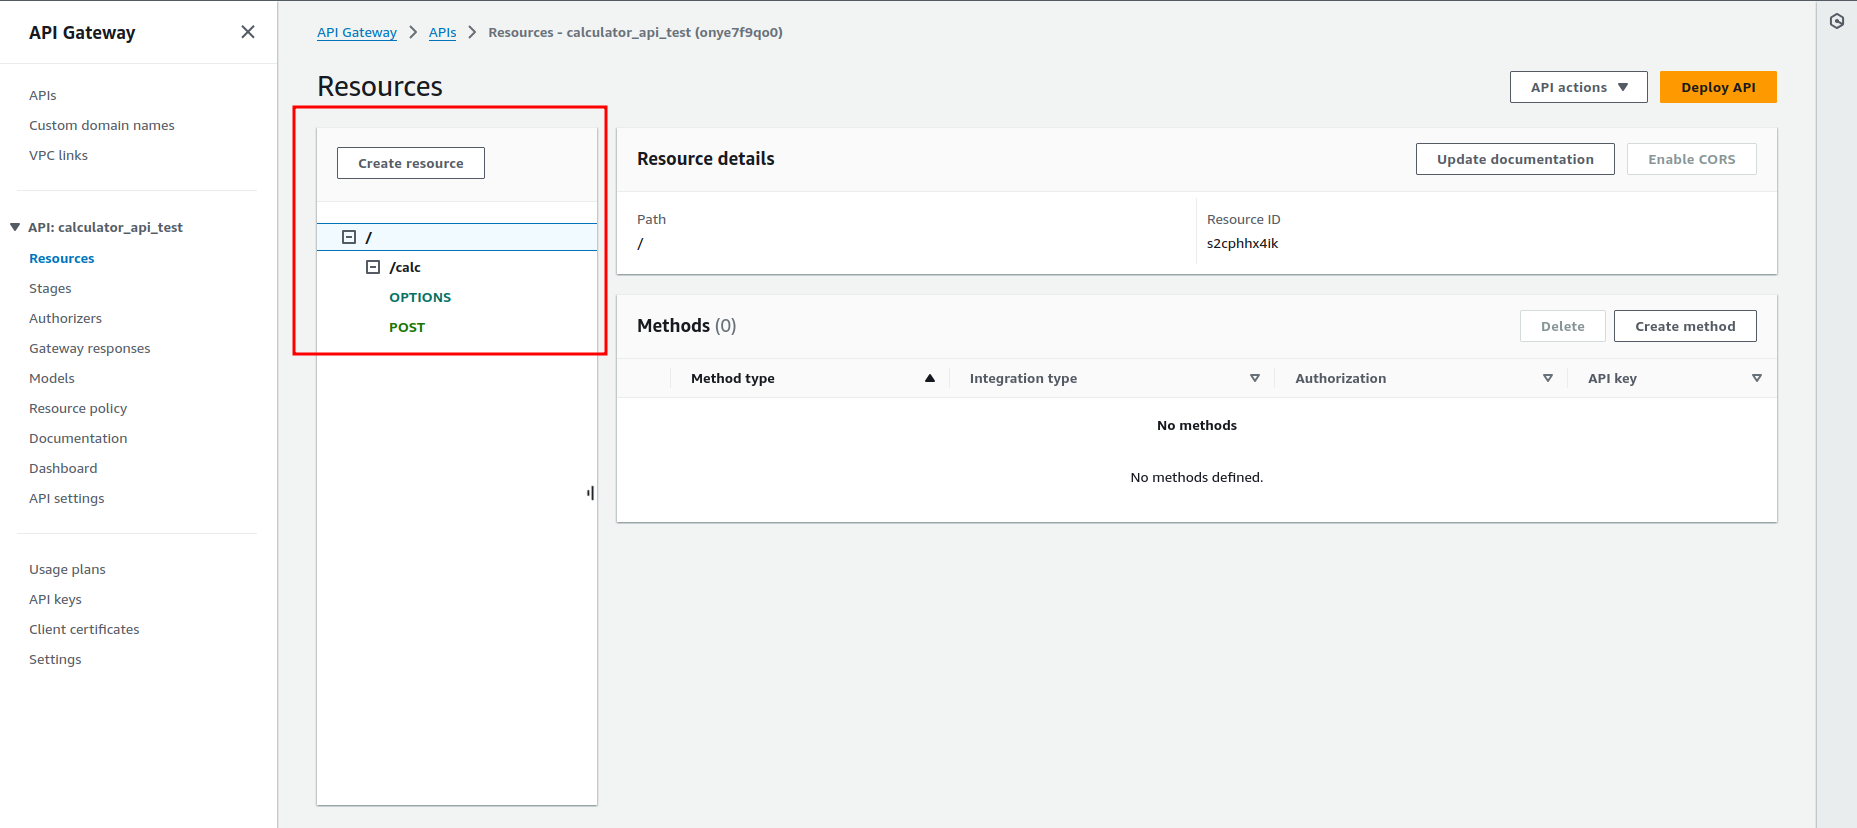 API Gateway
APIs
Custom domain names
VPC links
API: calculator_api_test
Resources
Stages
Authorizers
Gateway responses
Models
Resource policy
Documentation
Dashboard
API settings
Usage plans
API keys
Client certificates
Settings
API Gateway > APIs > Resources - calculator_api_test (onye7f9qo0)
Resources
API actions
Deploy API
Create resource
/
/calc
OPTIONS
POST
Resource details
Update documentation
Enable CORS
Path
/
Resource ID
s2cphhx4ik
Methods (0)
Delete
Create method
Method type
Integration type
Authorization
API key
No methods
No methods defined.